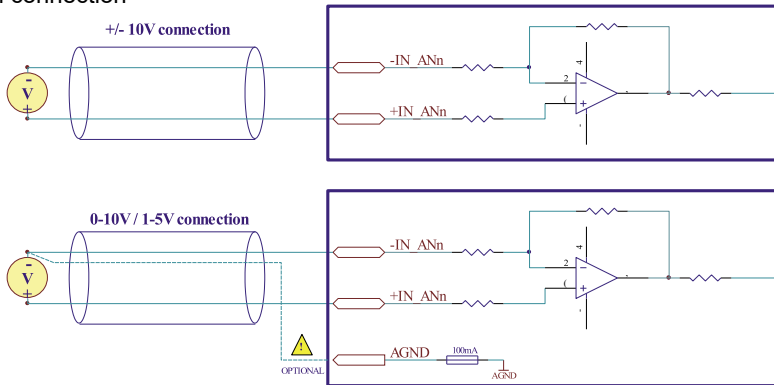 connection
+/- 10V connection
-
V
+
-IN_ANn
+IN_ANn
4
2
-
+
-
0-10V / 1-5V connection
-
V
+
-IN_ANn
+IN_ANn
4
2
-
+
-
!
OPTIONAL
AGND
100mA
AGND